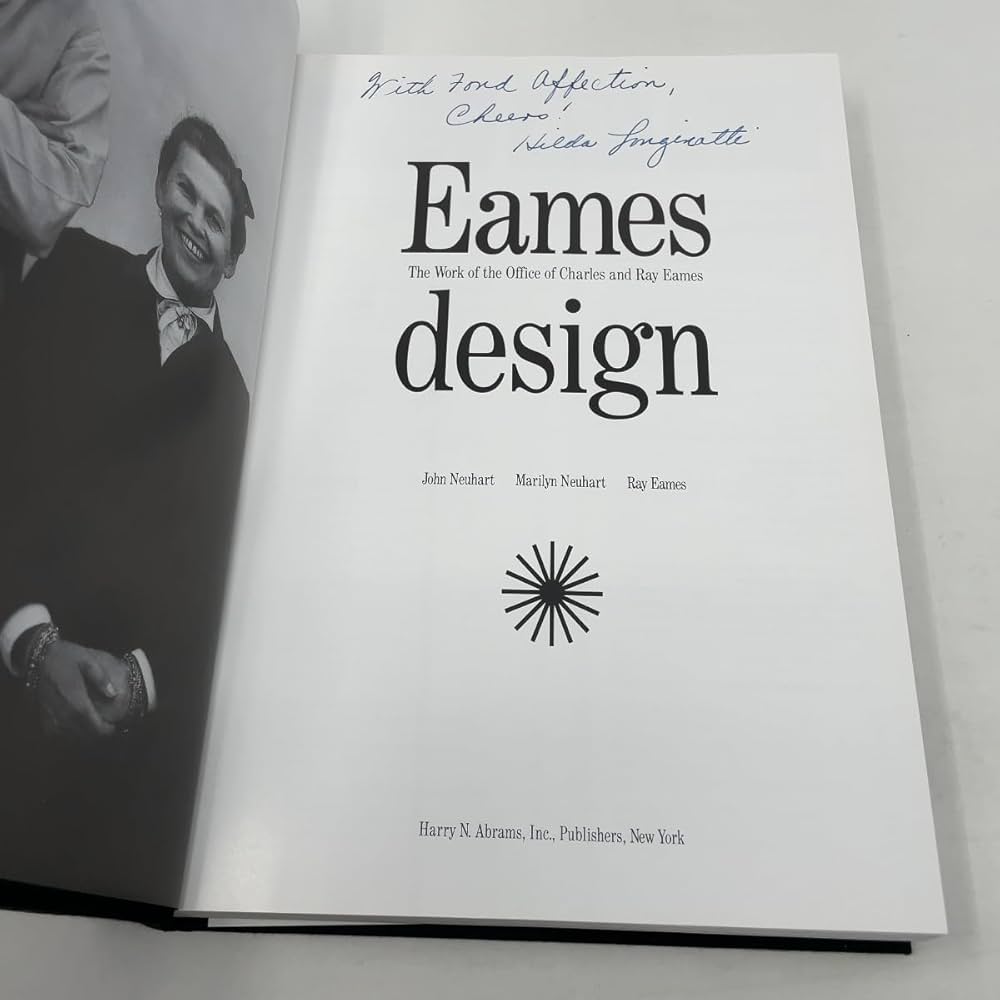 With Fond Affection,
Cheers!
Hilda Longinatti
Eames
The Work of the Office of Charles and Ray Eames
design
John Neuhart Marilyn Neuhart Ray Eames
Harry N. Abrams, Inc., Publishers, New York